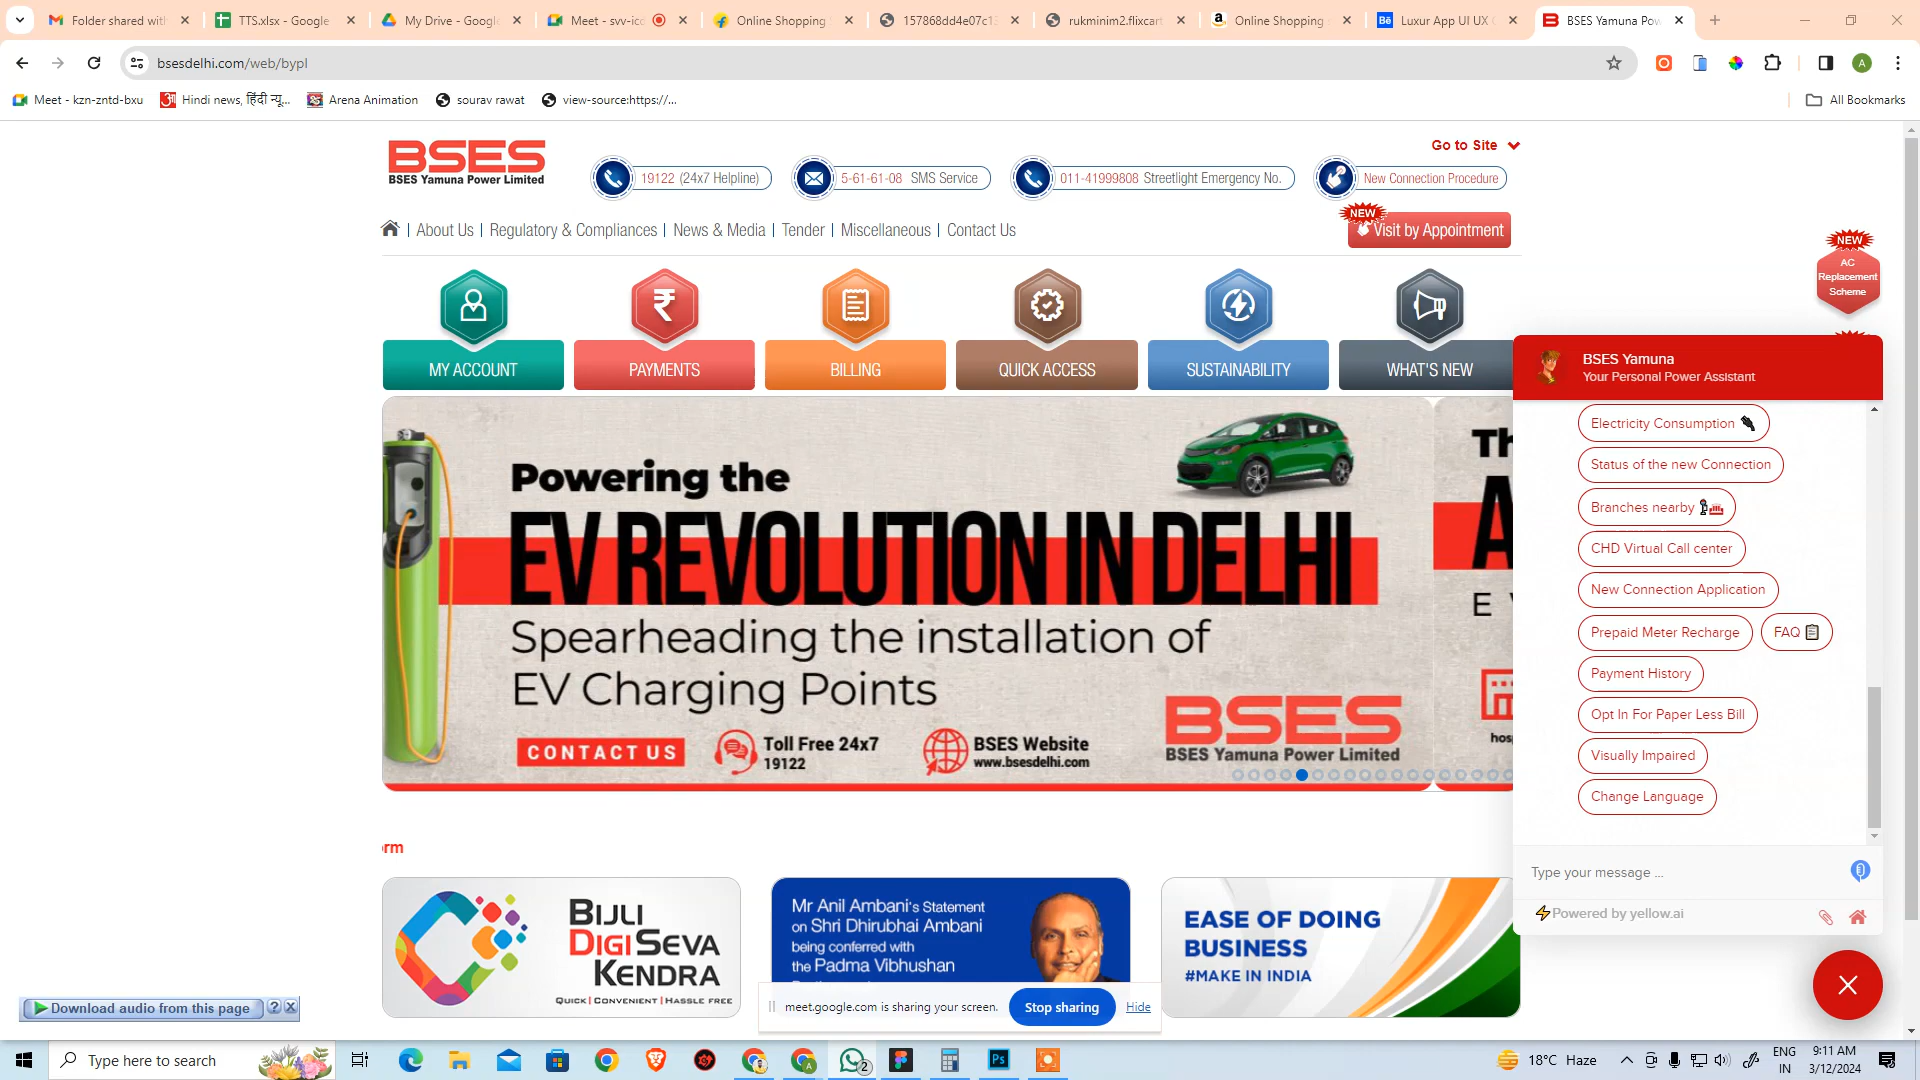 Folder shared with
TTS.xlsx - Google
My Drive - Google
Meet - svv-icc
Online Shopping
157868dd4e07c13
rukminim2.flixcart
Online Shopping
Luxur App UI UX
BSES Yamuna Pow
bsesdelhi.com/web/bypl
Meet - kzn-zntd-bxu
Hindi news, हिंदी न्यू...
Arena Animation
sourav rawat
view-source:https://...
All Bookmarks
BSES
BSES Yamuna Power Limited
19122 (24x7 Helpline)
5-61-61-08 SMS Service
011-41999808 Streetlight Emergency No.
Go to Site
New Connection Procedure
About Us | Regulatory & Compliances | News & Media | Tender | Miscellaneous | Contact Us
NEW
Visit by Appointment
NEW
AC
Replacement
Scheme
MY ACCOUNT
PAYMENTS
BILLING
QUICK ACCESS
SUSTAINABILITY
WHAT'S NEW
Powering the
EV REVOLUTION IN DELHI
Spearheading the installation of
EV Charging Points
CONTACT US
Toll Free 24x7
19122
BSES Website
www.bsesdelhi.com
BSES
BSES Yamuna Power Limited
Th
A
E V
hos
BSES Yamuna
Your Personal Power Assistant
Electricity Consumption
Status of the new Connection
Branches nearby
CHD Virtual Call center
New Connection Application
Prepaid Meter Recharge
FAQ
Payment History
Opt In For Paper Less Bill
Visually Impaired
Change Language
Type your message ...
Powered by yellow.ai
orm
BIJLI
DIGISEVA
KENDRA
QUICK | CONVENIENT | HASSLE FREE
Mr Anil Ambani's Statement
on Shri Dhirubhai Ambani
being conferred with
the Padma Vibhushan
EASE OF DOING
BUSINESS
#MAKE IN INDIA
meet.google.com is sharing your screen.
Stop sharing
Hide
Download audio from this page
Type here to search
2
18°C Haze
ENG
IN
9:11 AM
3/12/2024